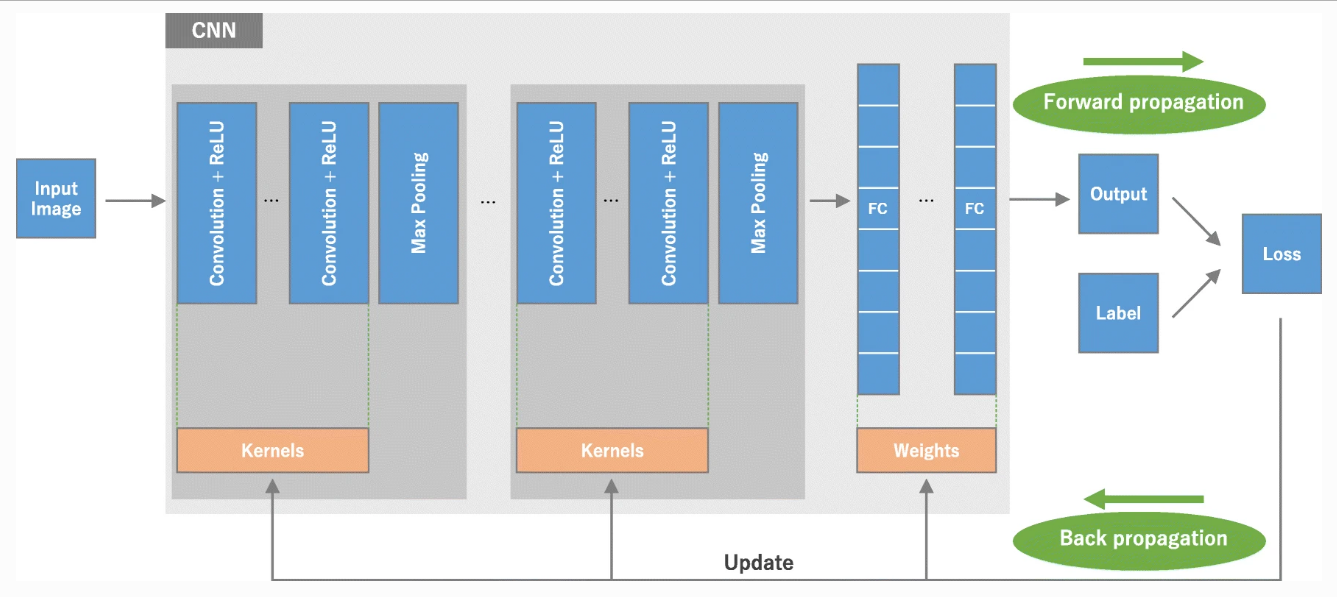 CNN
Forward propagation
Input
Image
Convolution + ReLU
...
Convolution + ReLU
Max Pooling
...
Convolution + ReLU
...
Convolution + ReLU
Max Pooling
FC
...
FC
Output
Label
Loss
Kernels
Kernels
Weights
Back propagation
Update